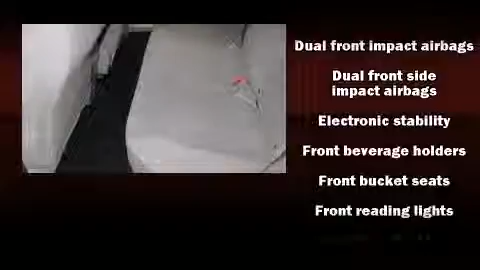 Dual front impact airbags
Dual front side
impact airbags
Electronic stability
Front beverage holders
Front bucket seats
Front reading lights